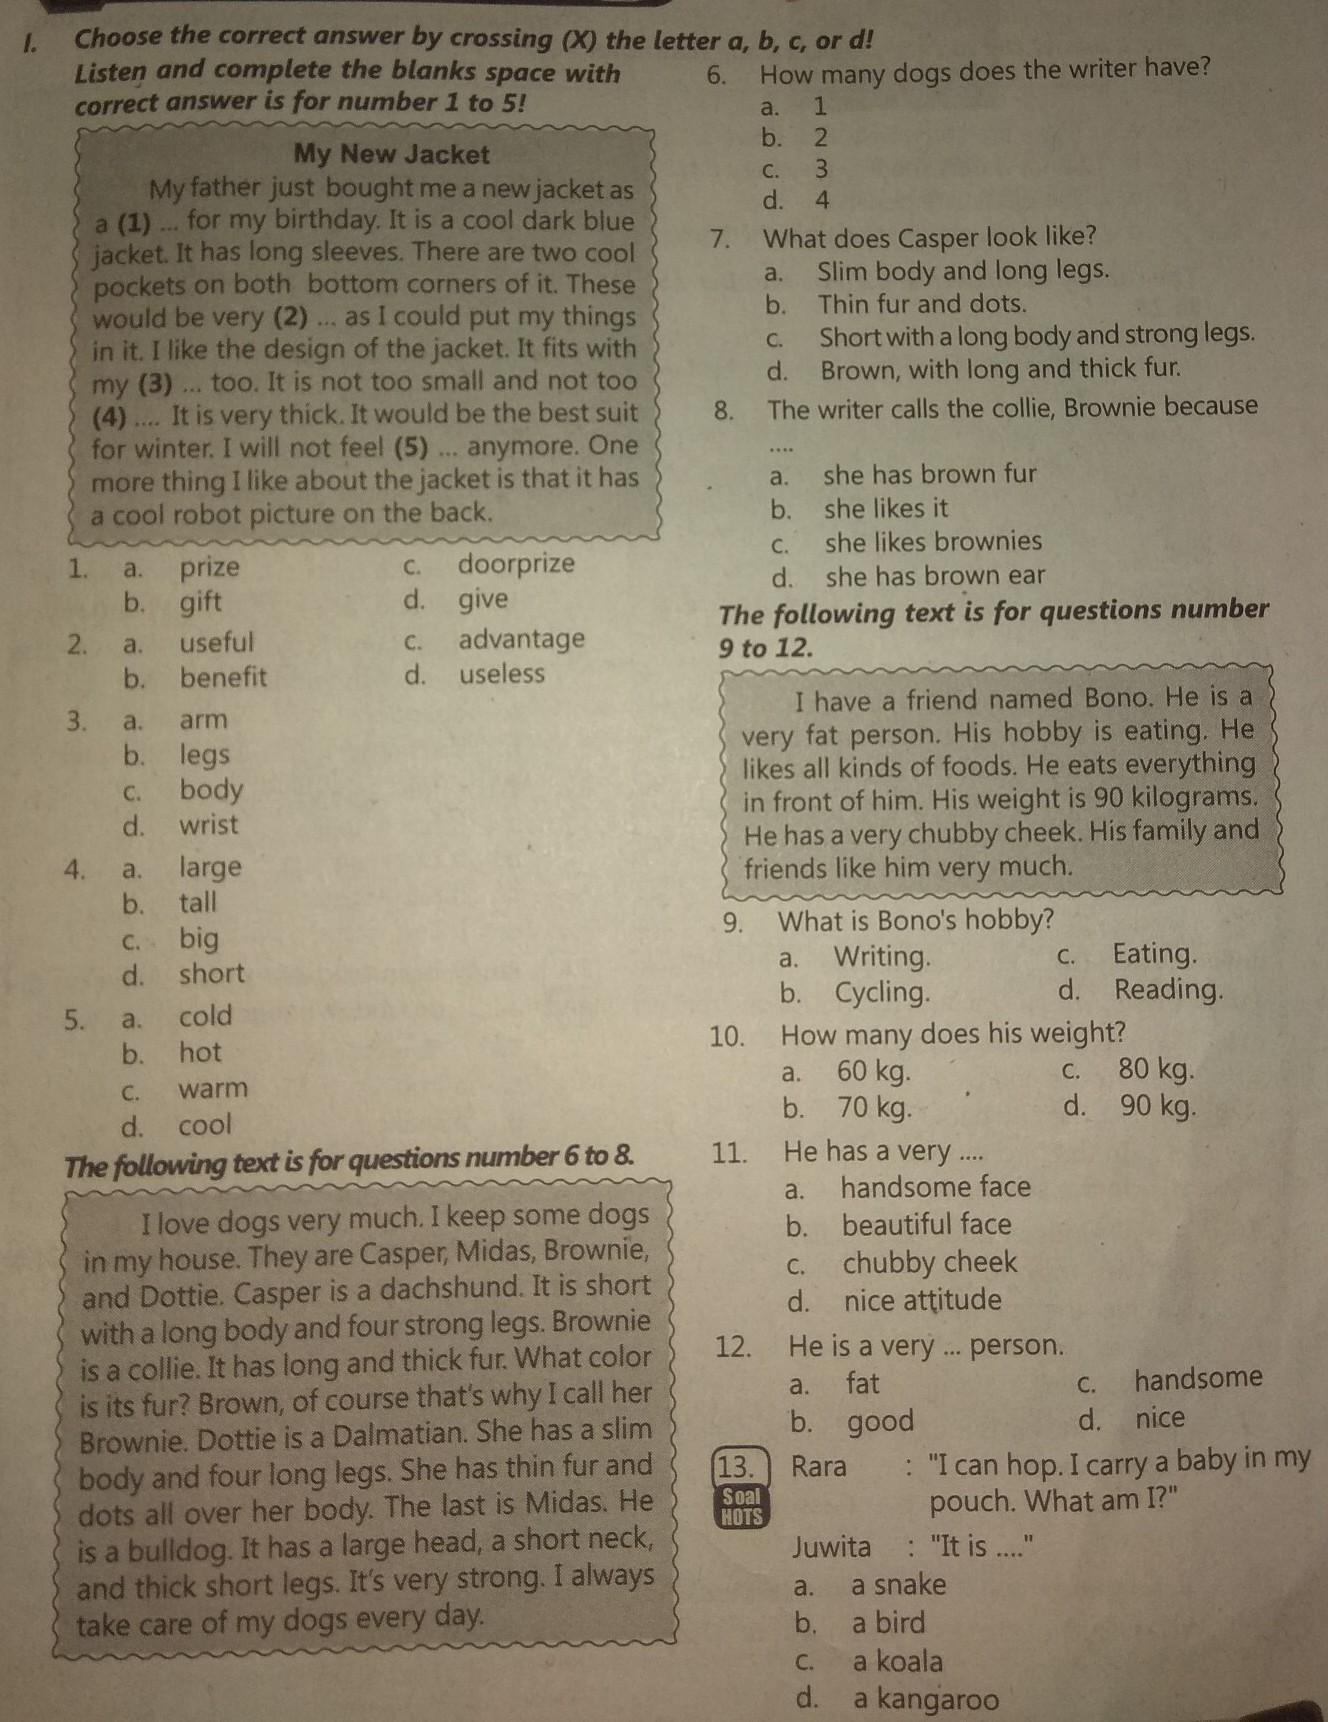 I. Choose the correct answer by crossing (X) the letter a, b, c, or d!
Listen and complete the blanks space with
correct answer is for number 1 to 5!
My New Jacket
My father just bought me a new jacket as
a (1) ... for my birthday. It is a cool dark blue
jacket. It has long sleeves. There are two cool
pockets on both bottom corners of it. These
would be very (2) ... as I could put my things
in it. I like the design of the jacket. It fits with
my (3) ... too. It is not too small and not too
(4) .... It is very thick. It would be the best suit
for winter. I will not feel (5) ... anymore. One
more thing I like about the jacket is that it has
a cool robot picture on the back.
1. a. prize c. doorprize
b. gift d. give
2. a. useful c. advantage
b. benefit d. useless
3. a. arm
b. legs
c. body
d. wrist
4. a. large
b. tall
c. big
d. short
5. a. cold
b. hot
c. warm
d. cool
The following text is for questions number 6 to 8.
I love dogs very much. I keep some dogs
in my house. They are Casper, Midas, Brownie,
and Dottie. Casper is a dachshund. It is short
with a long body and four strong legs. Brownie
is a collie. It has long and thick fur. What color
is its fur? Brown, of course that's why I call her
Brownie. Dottie is a Dalmatian. She has a slim
body and four long legs. She has thin fur and
dots all over her body. The last is Midas. He
is a bulldog. It has a large head, a short neck,
and thick short legs. It's very strong. I always
take care of my dogs every day.
6. How many dogs does the writer have?
a. 1
b. 2
c. 3
d. 4
7. What does Casper look like?
a. Slim body and long legs.
b. Thin fur and dots.
c. Short with a long body and strong legs.
d. Brown, with long and thick fur.
8. The writer calls the collie, Brownie because
....
a. she has brown fur
b. she likes it
c. she likes brownies
d. she has brown ear
The following text is for questions number
9 to 12.
I have a friend named Bono. He is a
very fat person. His hobby is eating. He
likes all kinds of foods. He eats everything
in front of him. His weight is 90 kilograms.
He has a very chubby cheek. His family and
friends like him very much.
9. What is Bono's hobby?
a. Writing. c. Eating.
b. Cycling. d. Reading.
10. How many does his weight?
a. 60 kg. c. 80 kg.
b. 70 kg. d. 90 kg.
11. He has a very ....
a. handsome face
b. beautiful face
c. chubby cheek
d. nice attitude
12. He is a very ... person.
a. fat c. handsome
b. good d. nice
13. Rara : "I can hop. I carry a baby in my
Soal
HOTS
pouch. What am I?"
Juwita : "It is ...."
a. a snake
b. a bird
c. a koala
d. a kangaroo